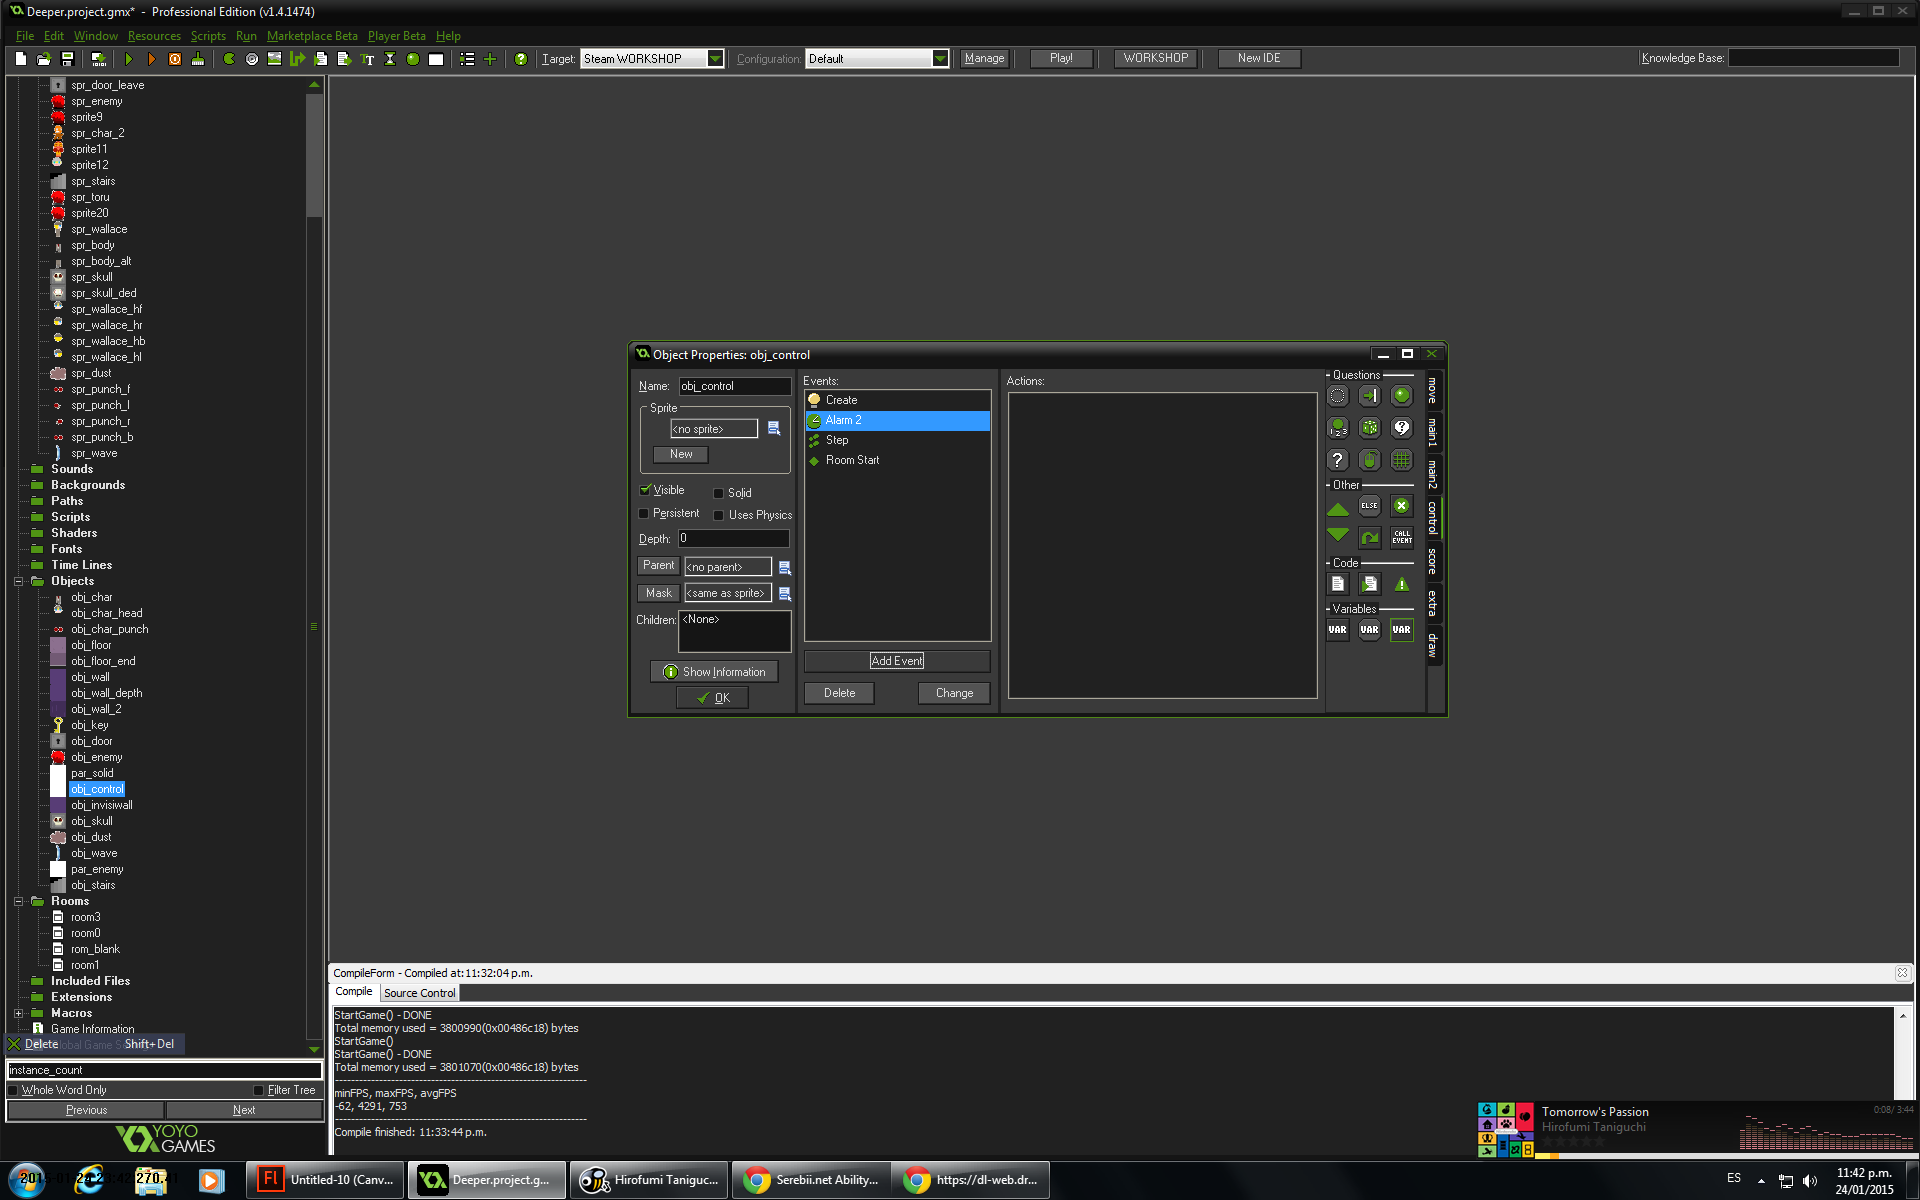 Deeper.project.gmx*  -  Professional Edition (v1.4.1474)
File Edit Window Resources Scripts Run Marketplace Beta Player Beta Help
Target: Steam WORKSHOP Configuration: Default Manage Play! WORKSHOP New IDE Knowledge Base:
spr_door_leave
spr_enemy
sprite9
spr_char_2
sprite11
sprite12
spr_stairs
spr_toru
sprite20
spr_wallace
spr_body
spr_body_alt
spr_skull
spr_skull_ded
spr_wallace_hf
spr_wallace_hr
spr_wallace_hb
spr_wallace_hl
spr_dust
spr_punch_f
spr_punch_l
spr_punch_r
spr_punch_b
spr_wave
Sounds
Backgrounds
Paths
Scripts
Shaders
Fonts
Time Lines
Objects
obj_char
obj_char_head
obj_char_punch
obj_floor
obj_floor_end
obj_wall
obj_wall_depth
obj_wall_2
obj_key
obj_door
obj_enemy
par_solid
obj_control
obj_invisiwall
obj_skull
obj_dust
obj_wave
par_enemy
obj_stairs
Rooms
room3
room0
rom_blank
room1
Included Files
Extensions
Macros
Game Information
Delete Shift+Del
instance_count
Whole Word Only Filter Tree
Previous Next
YOYO
GAMES
Object Properties: obj_control
Name: obj_control
Sprite
<no sprite>
New
Visible Solid
Persistent Uses Physics
Depth: 0
Parent <no parent>
Mask <same as sprite>
Children: <None>
Show Information
OK
Events:
Create
Alarm 2
Step
Room Start
Add Event
Delete Change
Actions:
Questions
1 2 3
Other
ELSE
CALL
EVENT
Code
Variables
VAR VAR VAR
move
main1
main2
control
score
extra
draw
CompileForm - Compiled at: 11:32:04 p.m.
Compile Source Control
StartGame() - DONE
Total memory used = 3800990(0x00486c18) bytes
StartGame()
StartGame() - DONE
Total memory used = 3801070(0x00486c18) bytes
minFPS, maxFPS, avgFPS
-62, 4291, 753
Compile finished: 11:33:44 p.m.
Tomorrow's Passion 0:08/ 3:44
Hirofumi Taniguchi
Fl Untitled-10 (Canv...
Deeper.project.g...
Hirofumi Taniguc...
Serebii.net Ability...
https://dl-web.dr...
ES
11:42 p.m.
24/01/2015